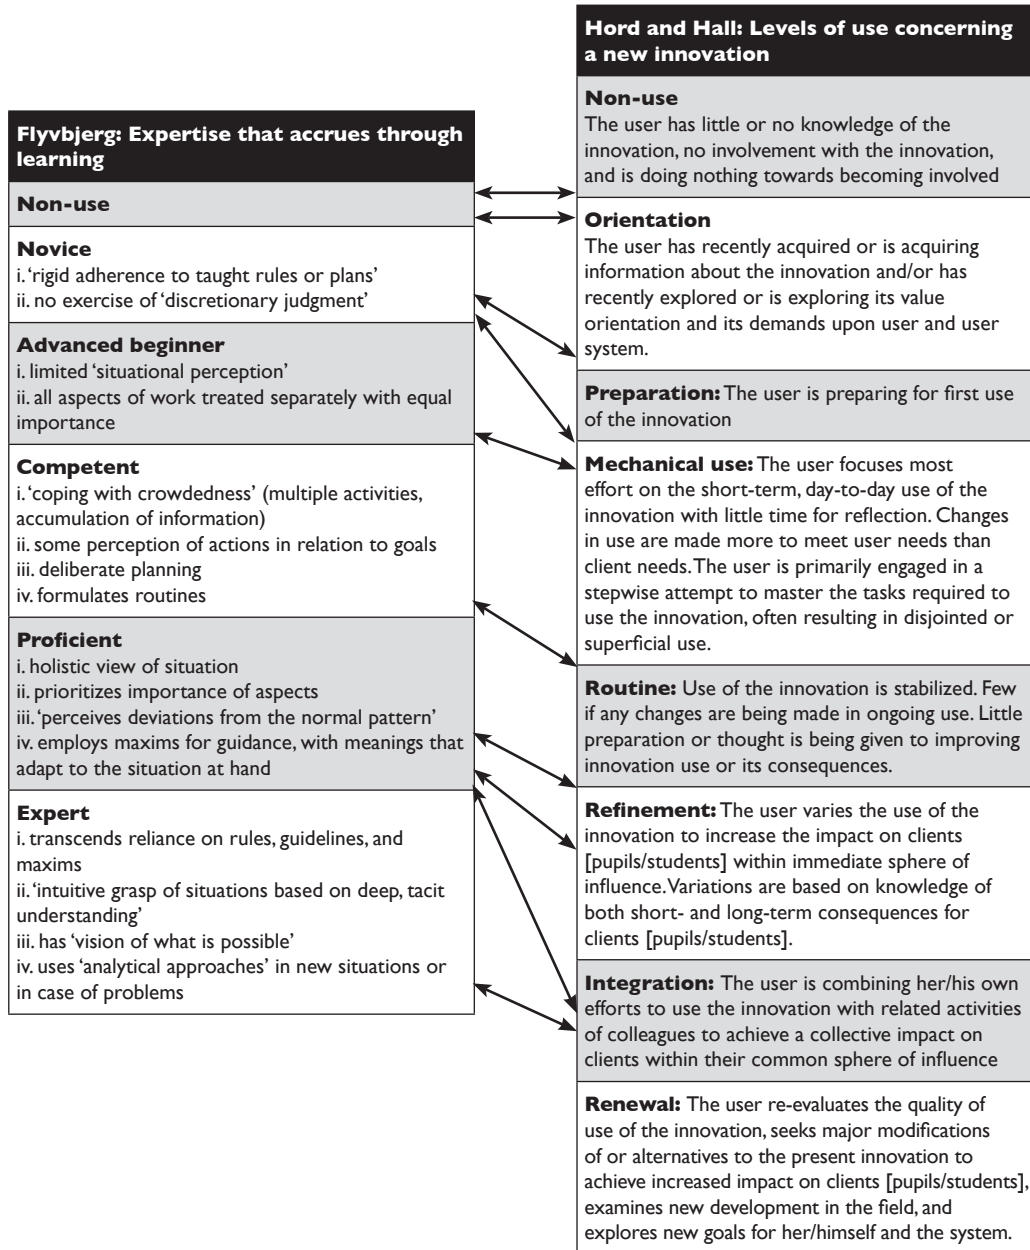 Flyvbjerg: Expertise that accrues through
learning
Non-use
Novice
i. ‘rigid adherence to taught rules or plans’
ii. no exercise of ‘discretionary judgment’
Advanced beginner
i. limited ‘situational perception’
ii. all aspects of work treated separately with equal
importance
Competent
i. ‘coping with crowdedness’ (multiple activities,
accumulation of information)
ii. some perception of actions in relation to goals
iii. deliberate planning
iv. formulates routines
Proficient
i. holistic view of situation
ii. prioritizes importance of aspects
iii. ‘perceives deviations from the normal pattern’
iv. employs maxims for guidance, with meanings that
adapt to the situation at hand
Expert
i. transcends reliance on rules, guidelines, and
maxims
ii. ‘intuitive grasp of situations based on deep, tacit
understanding’
iii. has ‘vision of what is possible’
iv. uses ‘analytical approaches’ in new situations or
in case of problems
Hord and Hall: Levels of use concerning
a new innovation
Non-use
The user has little or no knowledge of the
innovation, no involvement with the innovation,
and is doing nothing towards becoming involved
Orientation
The user has recently acquired or is acquiring
information about the innovation and/or has
recently explored or is exploring its value
orientation and its demands upon user and user
system.
Preparation: The user is preparing for first use
of the innovation
Mechanical use: The user focuses most
effort on the short-term, day-to-day use of the
innovation with little time for reflection. Changes
in use are made more to meet user needs than
client needs. The user is primarily engaged in a
stepwise attempt to master the tasks required to
use the innovation, often resulting in disjointed or
superficial use.
Routine: Use of the innovation is stabilized. Few
if any changes are being made in ongoing use. Little
preparation or thought is being given to improving
innovation use or its consequences.
Refinement: The user varies the use of the
innovation to increase the impact on clients
[pupils/students] within immediate sphere of
influence. Variations are based on knowledge of
both short- and long-term consequences for
clients [pupils/students].
Integration: The user is combining her/his own
efforts to use the innovation with related activities
of colleagues to achieve a collective impact on
clients within their common sphere of influence
Renewal: The user re-evaluates the quality of
use of the innovation, seeks major modifications
of or alternatives to the present innovation to
achieve increased impact on clients [pupils/students],
examines new development in the field, and
explores new goals for her/himself and the system.